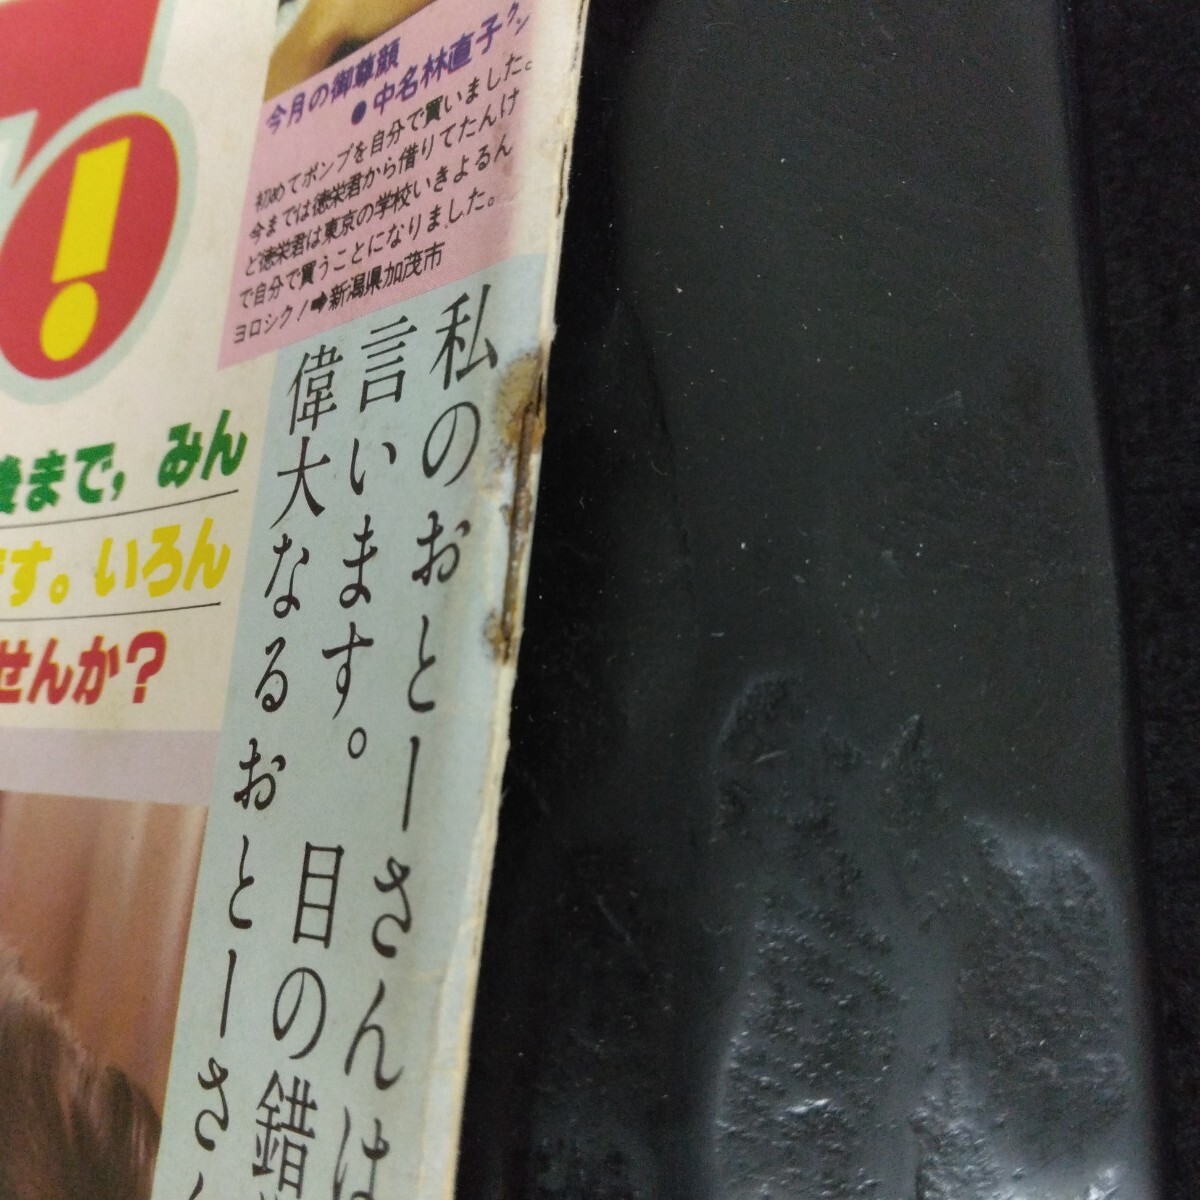 !
今月の御尊顔
●中名林直子クン
初めてポンプを自分で買いました。
今までは徳栄君から借りてたんけ
ど徳栄君は東京の学校いきよるん
で自分で買うことになりました。
ヨロシク!➡新潟県加茂市
後まで,みん
です。いろん
せんか?
私のおとーさんは
言います。 目の錯
偉大なるおとーさん